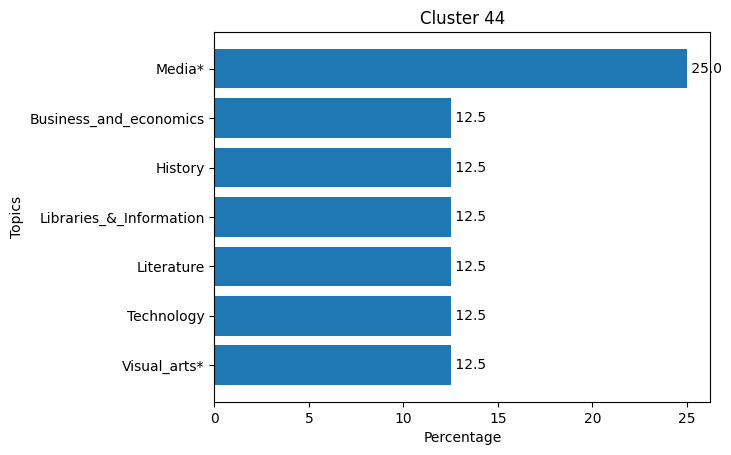 Cluster 44
Topics
Media* 25.0
Business_and_economics 12.5
History 12.5
Libraries_&_Information 12.5
Literature 12.5
Technology 12.5
Visual_arts* 12.5
0 5 10 15 20 25
Percentage